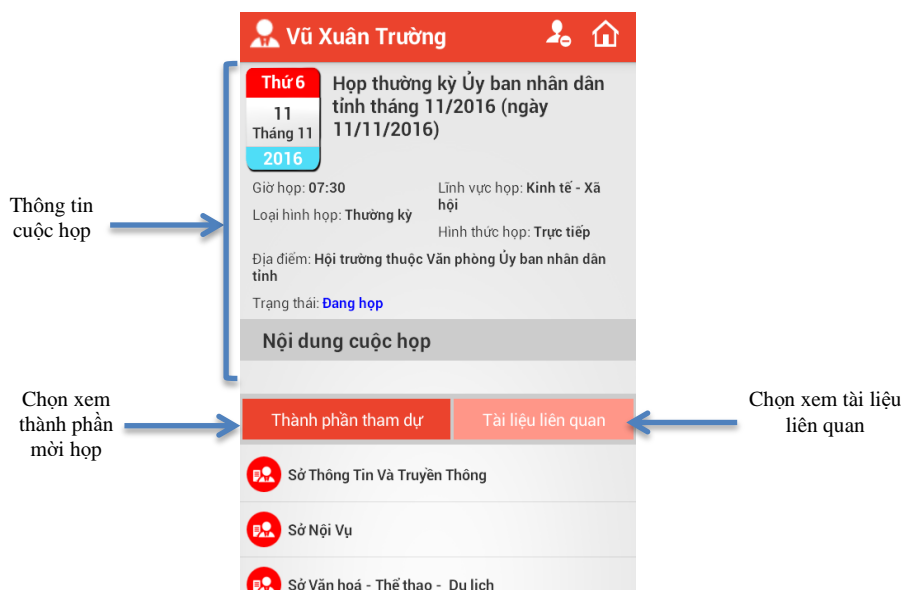 Vũ Xuân Trường
Thứ 6
11
Tháng 11
2016
Họp thường kỳ Ủy ban nhân dân
tỉnh tháng 11/2016 (ngày
11/11/2016)
Giờ họp: 07:30
Loại hình họp: Thường kỳ
Lĩnh vực họp: Kinh tế - Xã
hội
Hình thức họp: Trực tiếp
Địa điểm: Hội trường thuộc Văn phòng Ủy ban nhân dân
tỉnh
Trạng thái: Đang họp
Nội dung cuộc họp
Thành phần tham dự
Tài liệu liên quan
Sở Thông Tin Và Truyền Thông
Sở Nội Vụ
Sở Văn hoá - Thể thao - Du lịch
Thông tin
cuộc họp
Chọn xem
thành phần
mời họp
Chọn xem tài liệu
liên quan